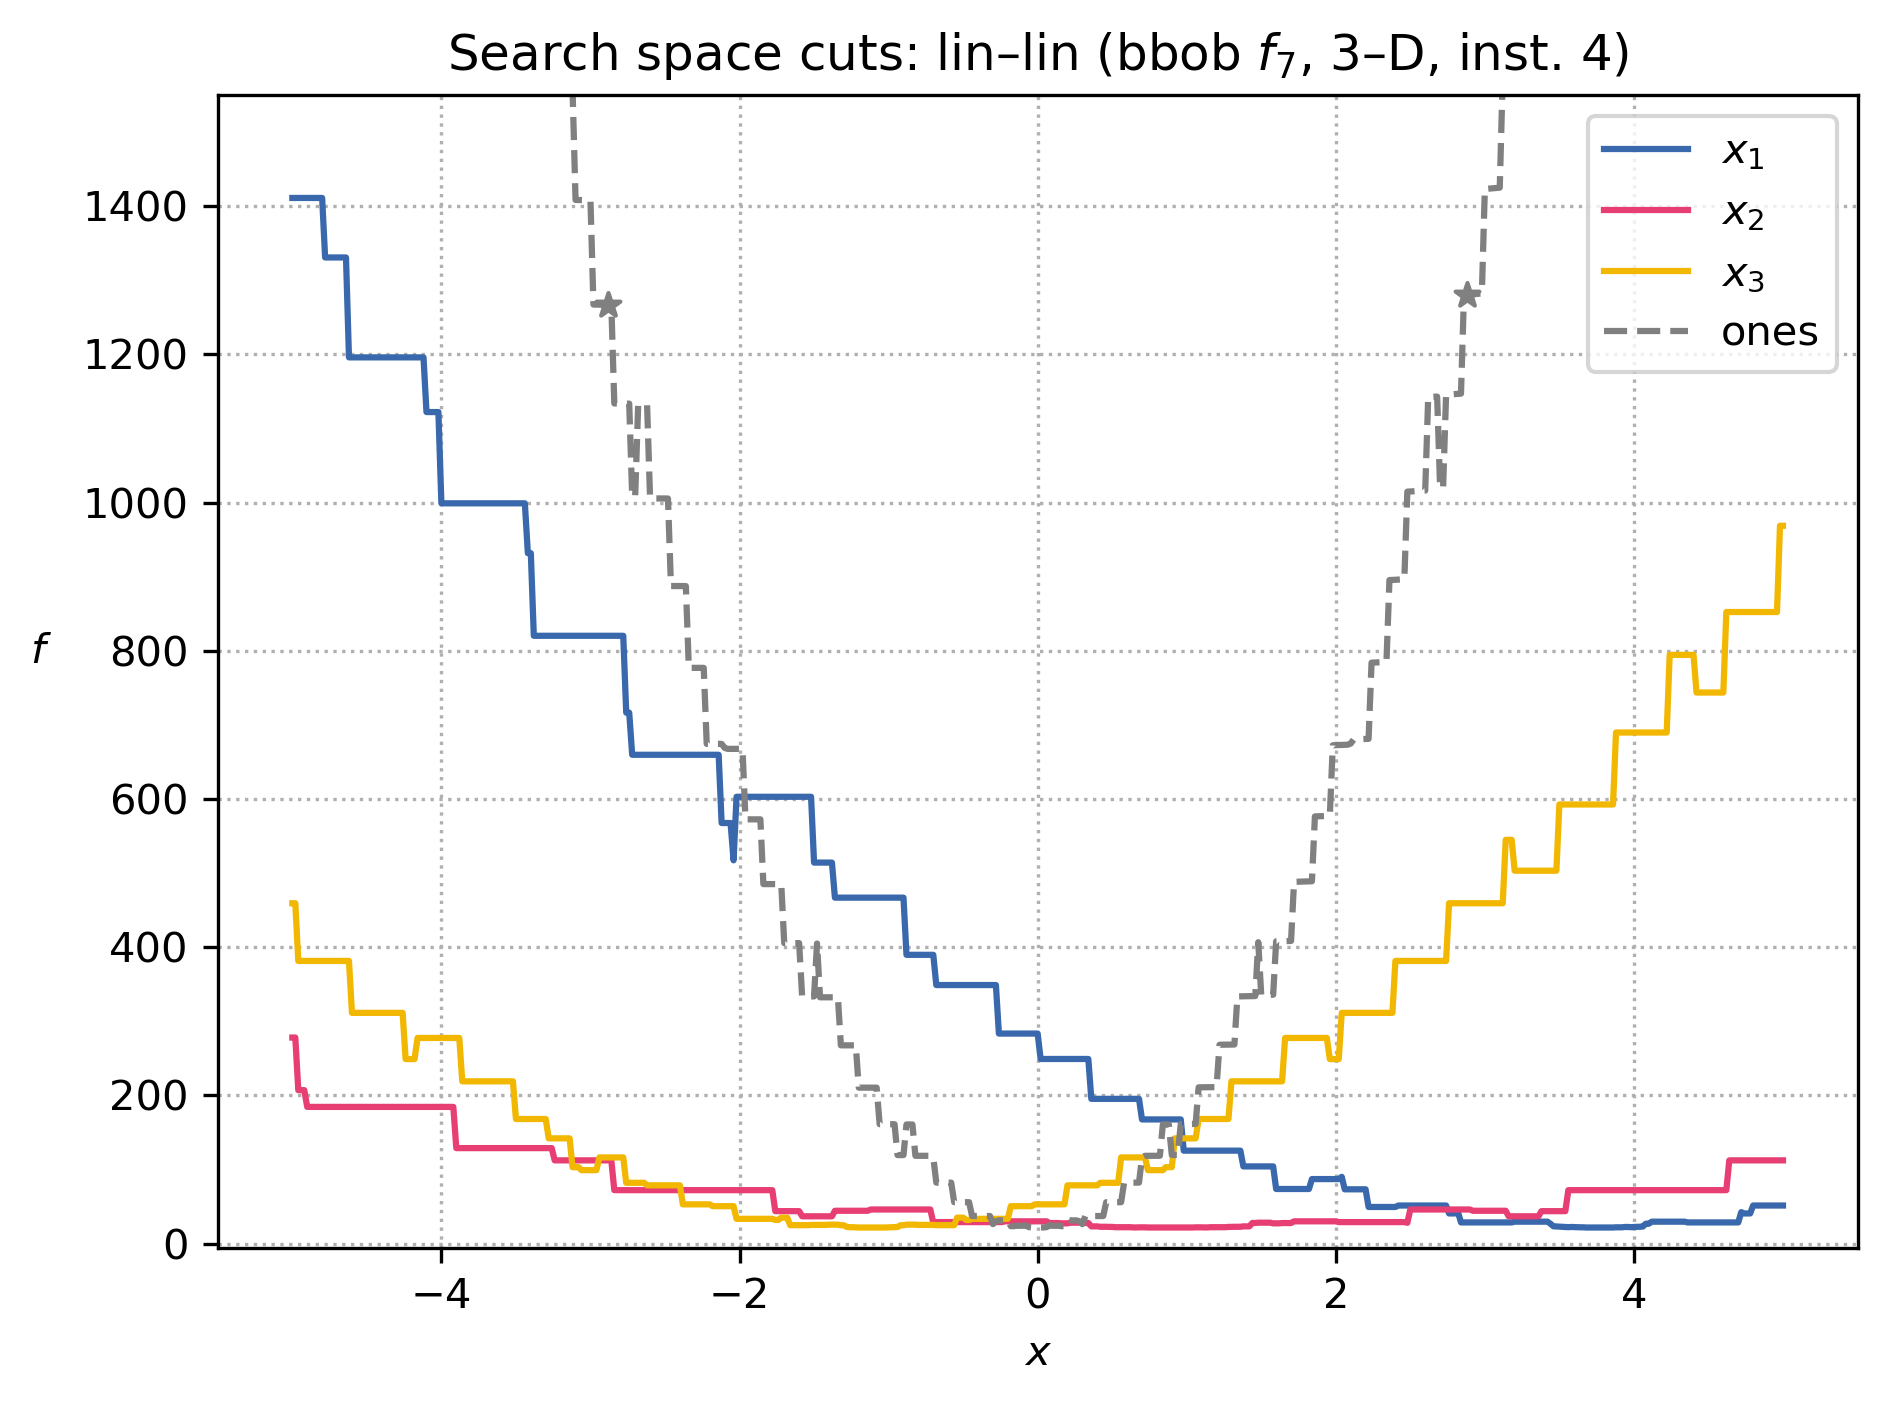 Search space cuts: lin–lin (bbob f₇, 3–D, inst. 4)
x₁
x₂
x₃
ones
f
1400
1200
1000
800
600
400
200
0
−4 −2 0 2 4
x